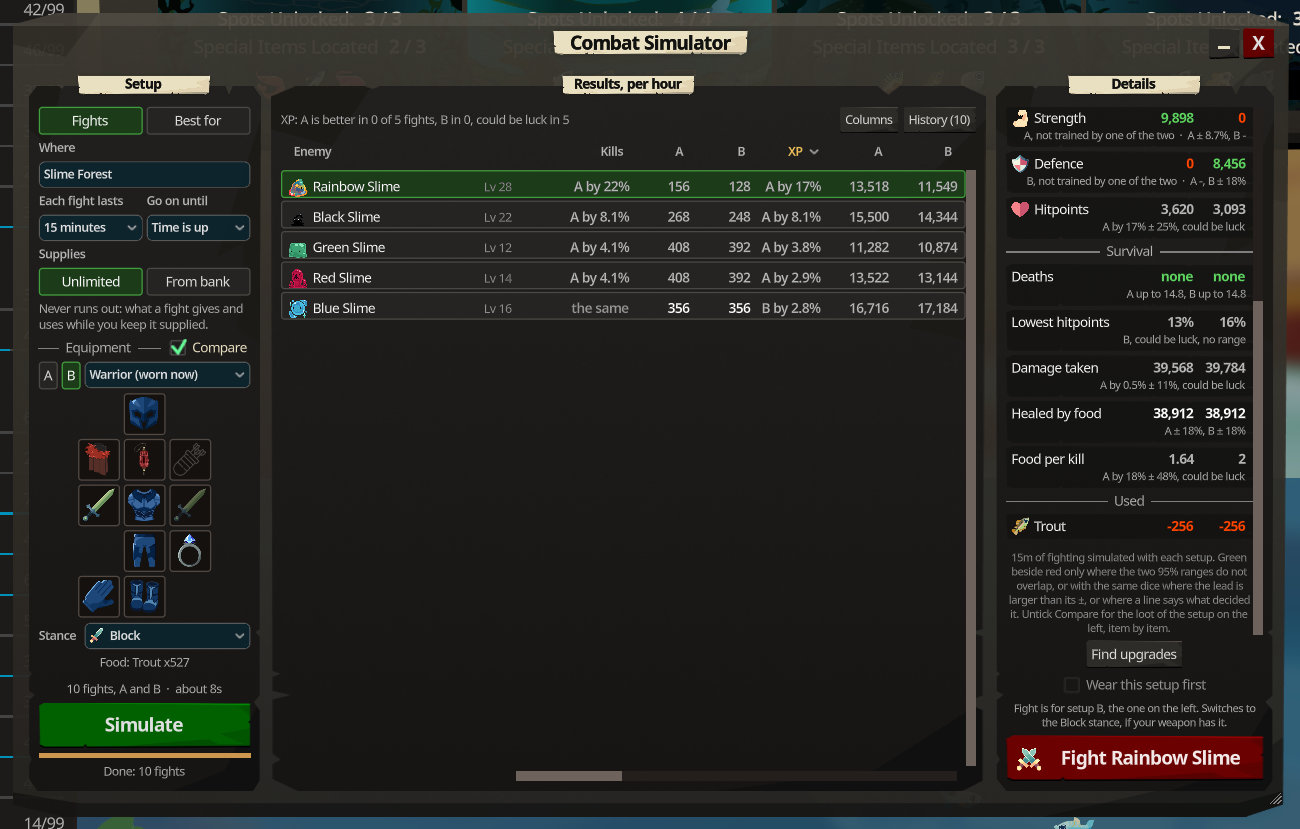 42/99
Spots Unlocked: 3 / 3
Spots Unlocked: 4 / 4
Spots Unlocked: 3 / 3
Spots Unlocked: 3
Special Items Located 2 / 3
Special Items Located 3 / 3
Combat Simulator
X
Setup
Fights
Best for
Where
Slime Forest
Each fight lasts
Go on until
15 minutes
Time is up
Supplies
Unlimited
From bank
Never runs out: what a fight gives and
uses while you keep it supplied.
Equipment
Compare
A
B
Warrior (worn now)
Stance
Block
Food: Trout x527
10 fights, A and B · about 8s
Simulate
Done: 10 fights
Results, per hour
XP: A is better in 0 of 5 fights, B in 0, could be luck in 5
Columns
History (10)
Enemy Kills A B XP A B
Rainbow Slime Lv 28 A by 22% 156 128 A by 17% 13,518 11,549
Black Slime Lv 22 A by 8.1% 268 248 A by 8.1% 15,500 14,344
Green Slime Lv 12 A by 4.1% 408 392 A by 3.8% 11,282 10,874
Red Slime Lv 14 A by 4.1% 408 392 A by 2.9% 13,522 13,144
Blue Slime Lv 16 the same 356 356 B by 2.8% 16,716 17,184
Details
Strength 9,898 0
A, not trained by one of the two · A ± 8.7%, B -
Defence 0 8,456
B, not trained by one of the two · A -, B ± 18%
Hitpoints 3,620 3,093
A by 17% ± 25%, could be luck
Survival
Deaths none none
A up to 14.8, B up to 14.8
Lowest hitpoints 13% 16%
B, could be luck, no range
Damage taken 39,568 39,784
A by 0.5% ± 11%, could be luck
Healed by food 38,912 38,912
A ± 18%, B ± 18%
Food per kill 1.64 2
A by 18% ± 48%, could be luck
Used
Trout -256 -256
15m of fighting simulated with each setup. Green
beside red only where the two 95% ranges do not
overlap, or with the same dice where the lead is
larger than its ±, or where a line says what decided
it. Untick Compare for the loot of the setup on the
left, item by item.
Find upgrades
Wear this setup first
Fight is for setup B, the one on the left. Switches to
the Block stance, if your weapon has it.
Fight Rainbow Slime
14/99